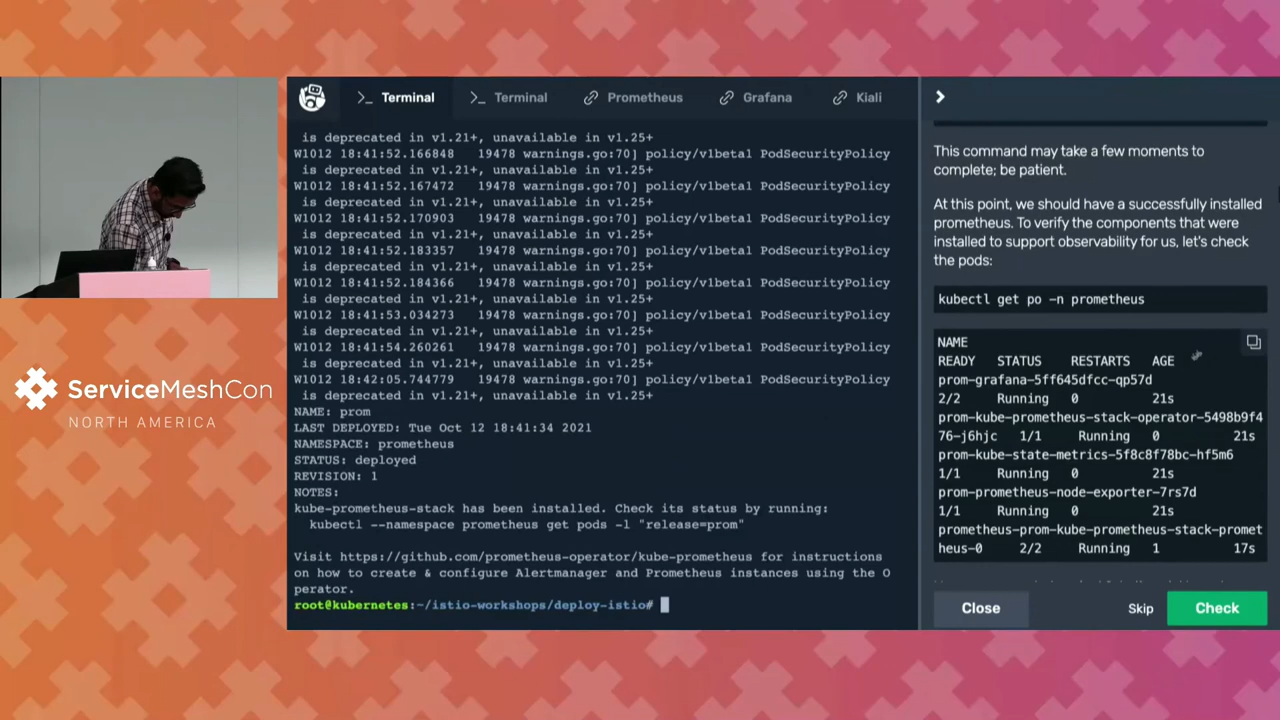 >_ Terminal
>_ Terminal
Prometheus
Grafana
Kiali
is deprecated in v1.21+, unavailable in v1.25+
W1012 18:41:52.166848   19478 warnings.go:70] policy/v1beta1 PodSecurityPolicy
is deprecated in v1.21+, unavailable in v1.25+
W1012 18:41:52.167472   19478 warnings.go:70] policy/v1beta1 PodSecurityPolicy
is deprecated in v1.21+, unavailable in v1.25+
W1012 18:41:52.170903   19478 warnings.go:70] policy/v1beta1 PodSecurityPolicy
is deprecated in v1.21+, unavailable in v1.25+
W1012 18:41:52.183357   19478 warnings.go:70] policy/v1beta1 PodSecurityPolicy
is deprecated in v1.21+, unavailable in v1.25+
W1012 18:41:52.184366   19478 warnings.go:70] policy/v1beta1 PodSecurityPolicy
is deprecated in v1.21+, unavailable in v1.25+
W1012 18:41:53.034273   19478 warnings.go:70] policy/v1beta1 PodSecurityPolicy
is deprecated in v1.21+, unavailable in v1.25+
W1012 18:41:54.260261   19478 warnings.go:70] policy/v1beta1 PodSecurityPolicy
is deprecated in v1.21+, unavailable in v1.25+
W1012 18:42:05.744779   19478 warnings.go:70] policy/v1beta1 PodSecurityPolicy
is deprecated in v1.21+, unavailable in v1.25+
NAME: prom
LAST DEPLOYED: Tue Oct 12 18:41:34 2021
NAMESPACE: prometheus
STATUS: deployed
REVISION: 1
NOTES:
kube-prometheus-stack has been installed. Check its status by running:
kubectl --namespace prometheus get pods -l "release=prom"
Visit https://github.com/prometheus-operator/kube-prometheus for instructions
on how to create & configure Alertmanager and Prometheus instances using the O
perator.
root@kubernetes:~/istio-workshops/deploy-istio#
This command may take a few moments to
complete; be patient.
At this point, we should have a successfully installed
prometheus. To verify the components that were
installed to support observability for us, let's check
the pods:
kubectl get po -n prometheus
NAME
READY   STATUS   RESTARTS   AGE
prom-grafana-5ff645dfcc-qp57d
2/2   Running   0   21s
prom-kube-prometheus-stack-operator-5498b9f4
76-j6hjc   1/1   Running   0   21s
prom-kube-state-metrics-5f8c8f78bc-hf5m6
1/1   Running   0   21s
prom-prometheus-node-exporter-7rs7d
1/1   Running   0   21s
prometheus-prom-kube-prometheus-stack-promet
heus-0   2/2   Running   1   17s
Close
Skip
Check
ServiceMeshCon
NORTH AMERICA